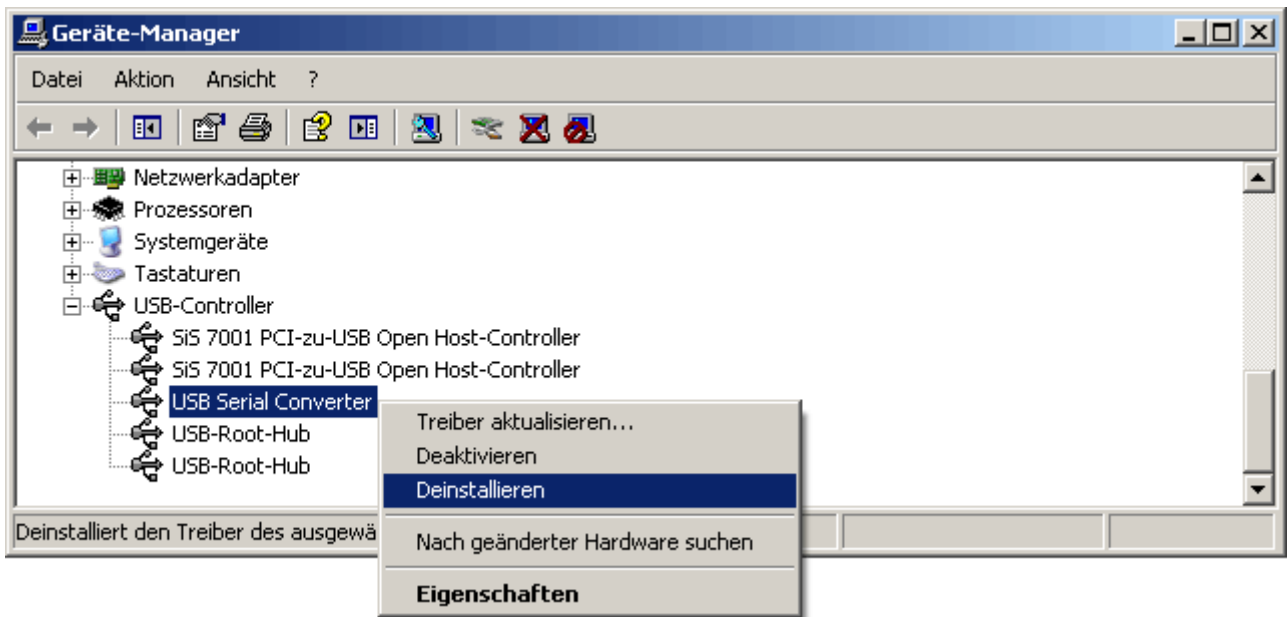 Geräte-Manager
Datei Aktion Ansicht ?
Netzwerkadapter
Prozessoren
Systemgeräte
Tastaturen
USB-Controller
SiS 7001 PCI-zu-USB Open Host-Controller
SiS 7001 PCI-zu-USB Open Host-Controller
USB Serial Converter
USB-Root-Hub
USB-Root-Hub
Treiber aktualisieren...
Deaktivieren
Deinstallieren
Nach geänderter Hardware suchen
Eigenschaften
Deinstalliert den Treiber des ausgewä